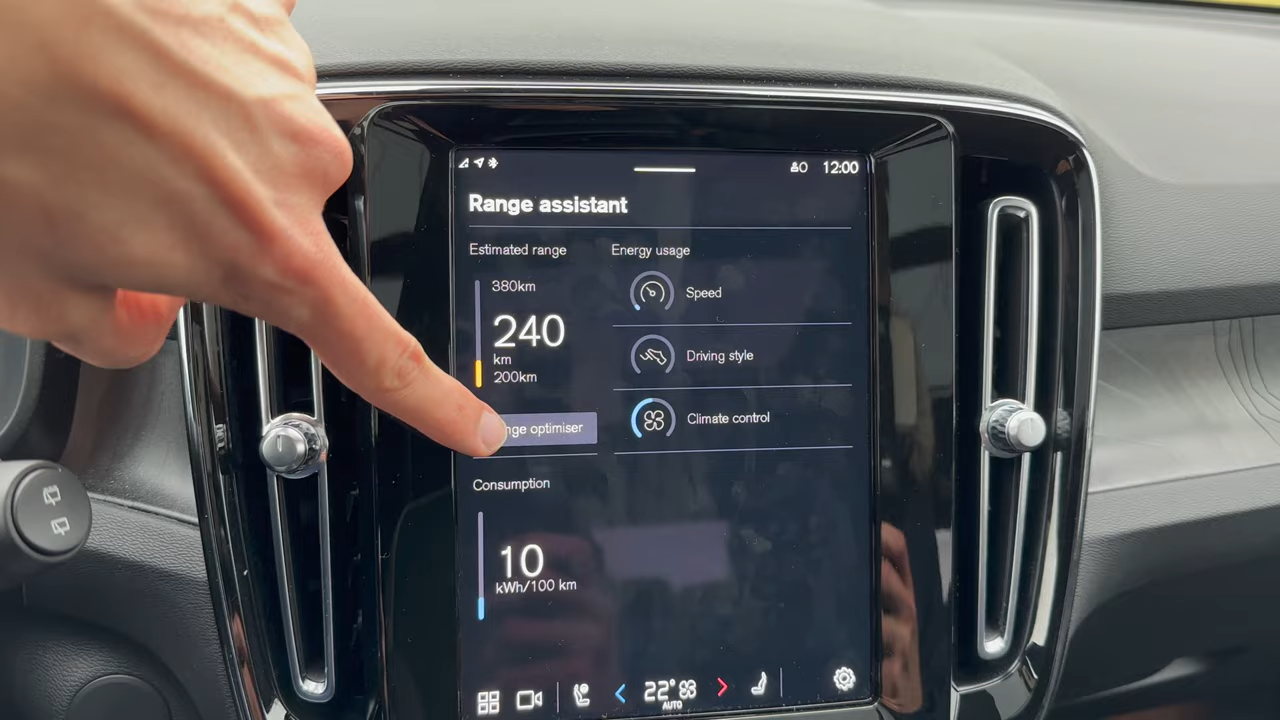 12:00
Range assistant
Estimated range
Energy usage
380km
240
km
200km
Speed
Driving style
Climate control
optimiser
Consumption
10
kWh/100 km
22°
AUTO